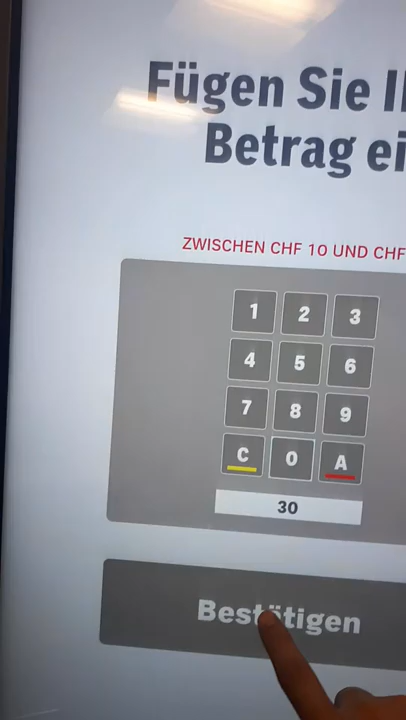 Fügen Sie
Betrag
ZWISCHEN CHF 10 UND CHF
1 2 3
4 5 6
7 8 9
C 0 A
30
Bestätigen